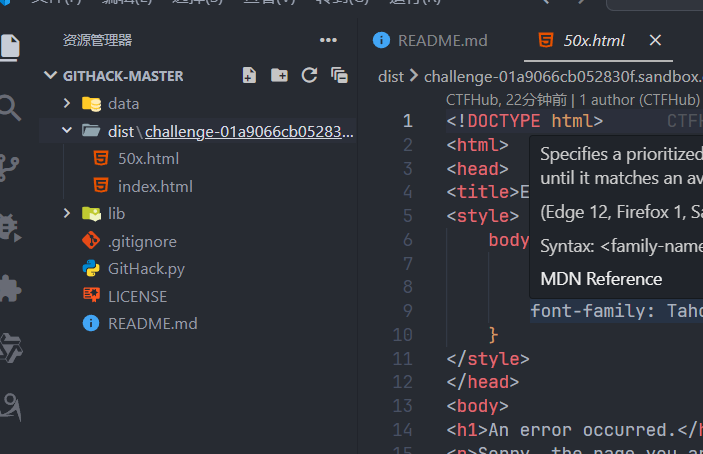 资源管理器
README.md
50x.html
GITHACK-MASTER
dist
challenge-01a9066cb052830f.sandbox.
data
CTFHub, 22分钟前 | 1 author (CTFHub)
dist\challenge-01a9066cb05283...
1 <!DOCTYPE html> CTF
50x.html
2 <html>
index.html
3 <head>
lib
4 <title>E
.gitignore
5 <style>
GitHack.py
6 body
LICENSE
7
README.md
8
9 font-family: Taho
10 }
11 </style>
12 </head>
13 <body>
14 <h1>An error occurred.</h
15 <p>Sorry, the page you ar
Specifies a prioritized
until it matches an av
(Edge 12, Firefox 1, Sa
Syntax: <family-name
MDN Reference